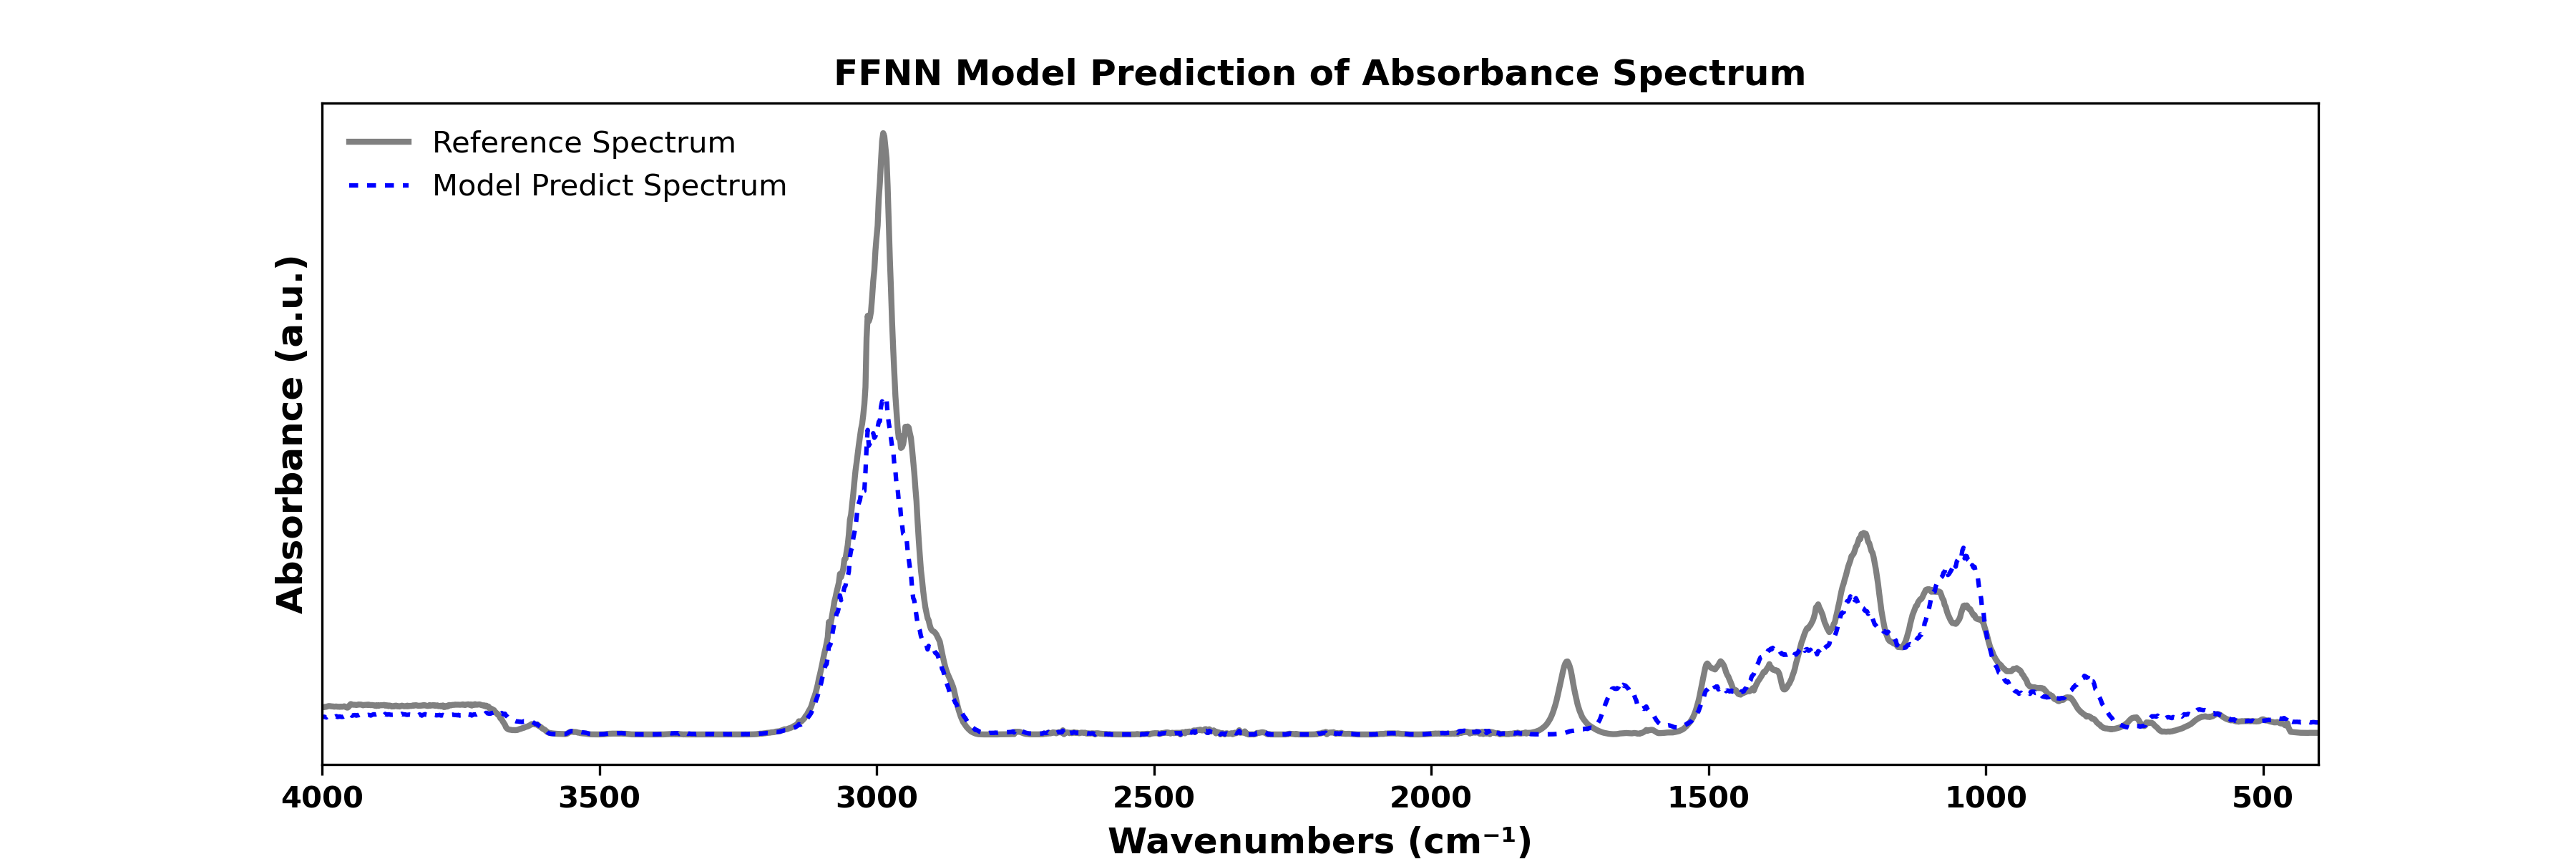 FFNN Model Prediction of Absorbance Spectrum
Reference Spectrum
Model Predict Spectrum
Absorbance (a.u.)
4000 3500 3000 2500 2000 1500 1000 500
Wavenumbers (cm⁻¹)